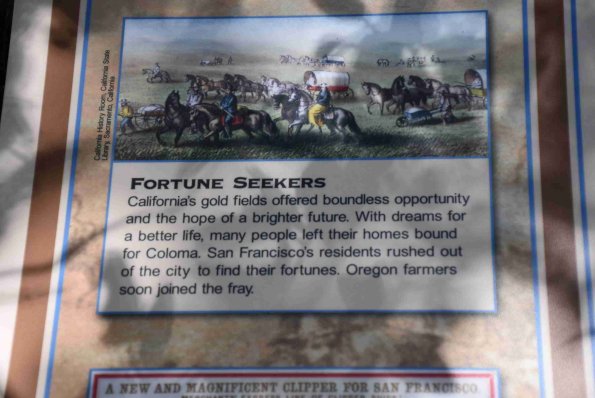 California History Room, California State
Library, Sacramento, California
FORTUNE SEEKERS
California's gold fields offered boundless opportunity
and the hope of a brighter future. With dreams for
a better life, many people left their homes bound
for Coloma. San Francisco's residents rushed out
of the city to find their fortunes. Oregon farmers
soon joined the fray.
A NEW AND MAGNIFICENT CLIPPER FOR SAN FRANCISCO.